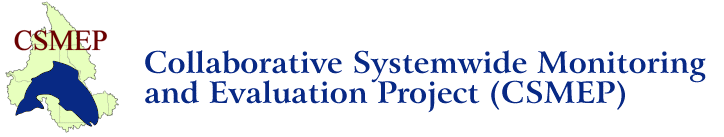 CSMEP
Collaborative Systemwide Monitoring
and Evaluation Project (CSMEP)